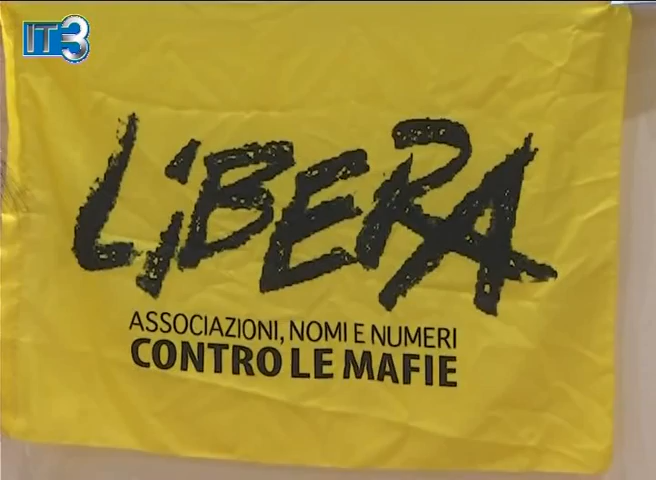 IT3
LiBERA
ASSOCIAZIONI, NOMI E NUMERI
CONTRO LE MAFIE